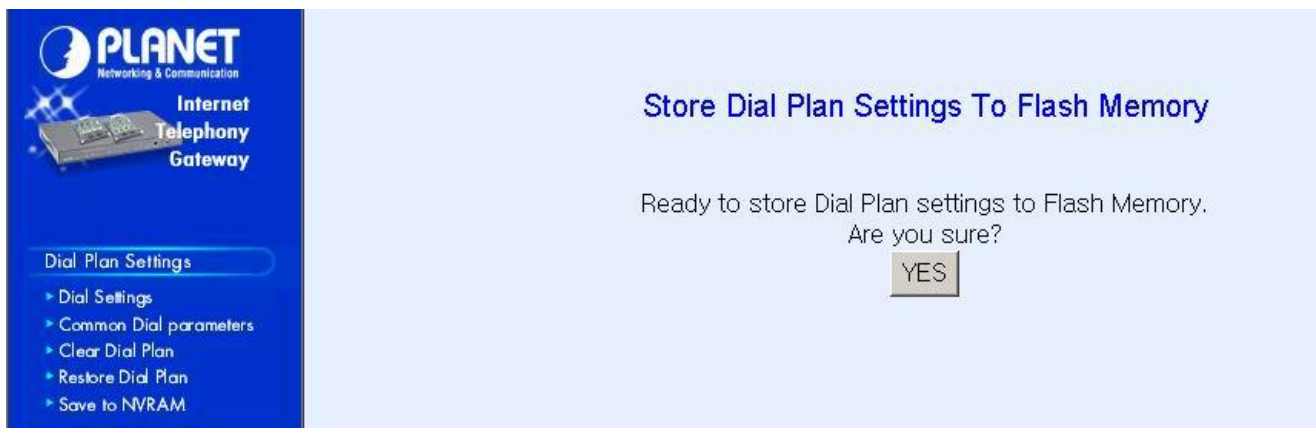 PLANET
Networking & Communication
Internet
Telephony
Gateway
Dial Plan Settings
Dial Settings
Common Dial parameters
Clear Dial Plan
Restore Dial Plan
Save to NVRAM
Store Dial Plan Settings To Flash Memory
Ready to store Dial Plan settings to Flash Memory.
Are you sure?
YES